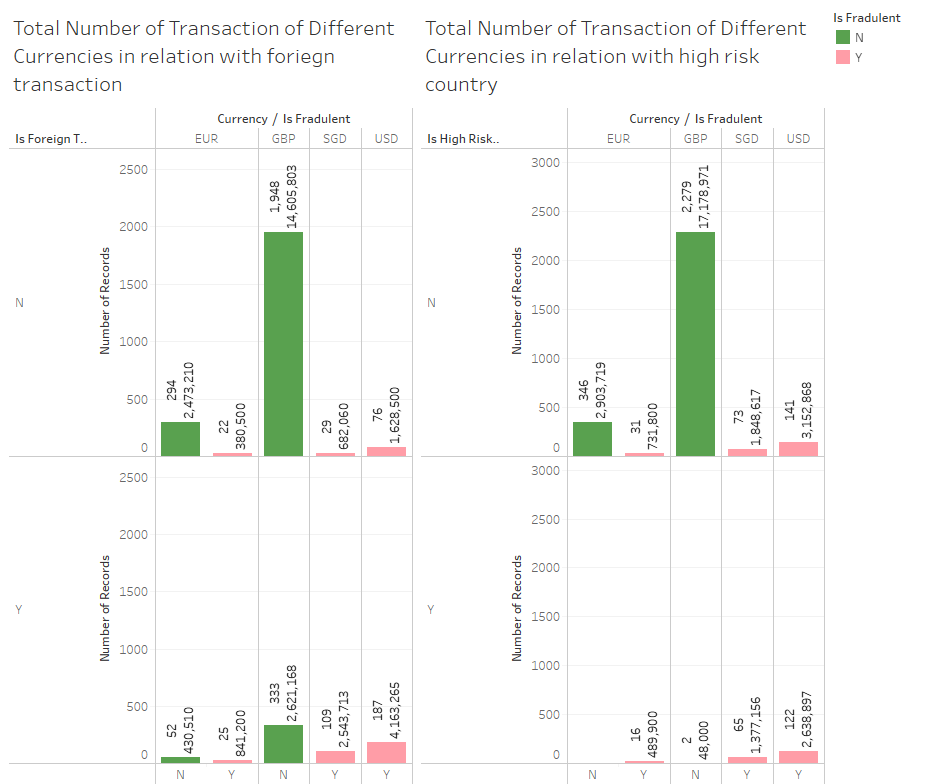 Total Number of Transaction of Different
Currencies in relation with foriegn
transaction
Currency / Is Fradulent
Is Foreign T..
EUR
GBP
SGD
USD
N
Number of Records
2500
2000
1500
1000
500
0
294
2,473,210
22
380,500
1,948
14,605,803
29
682,060
76
1,628,500
Y
Number of Records
2500
2000
1500
1000
500
0
52
430,510
25
841,200
333
2,621,168
109
2,543,713
187
4,163,265
N
Y
N
Y
Y
Total Number of Transaction of Different
Currencies in relation with high risk
country
Currency / Is Fradulent
Is High Risk..
EUR
GBP
SGD
USD
N
Number of Records
3000
2500
2000
1500
1000
500
0
346
2,903,719
31
731,800
2,279
17,178,971
73
1,848,617
141
3,152,868
Y
Number of Records
3000
2500
2000
1500
1000
500
0
16
489,900
2
48,000
65
1,377,156
122
2,638,897
N
Y
N
Y
Y
Is Fradulent
N
Y